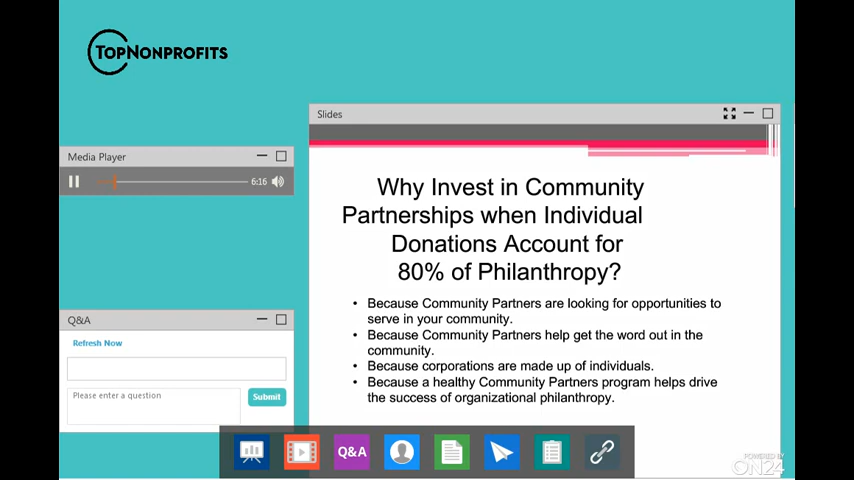 TOPNONPROFITS
Slides
Media Player
6:16
Why Invest in Community
Partnerships when Individual
Donations Account for
80% of Philanthropy?
• Because Community Partners are looking for opportunities to
serve in your community.
• Because Community Partners help get the word out in the
community.
• Because corporations are made up of individuals.
• Because a healthy Community Partners program helps drive
the success of organizational philanthropy.
Q&A
Refresh Now
Please enter a question
Submit
Q&A
POWERED BY
ON24